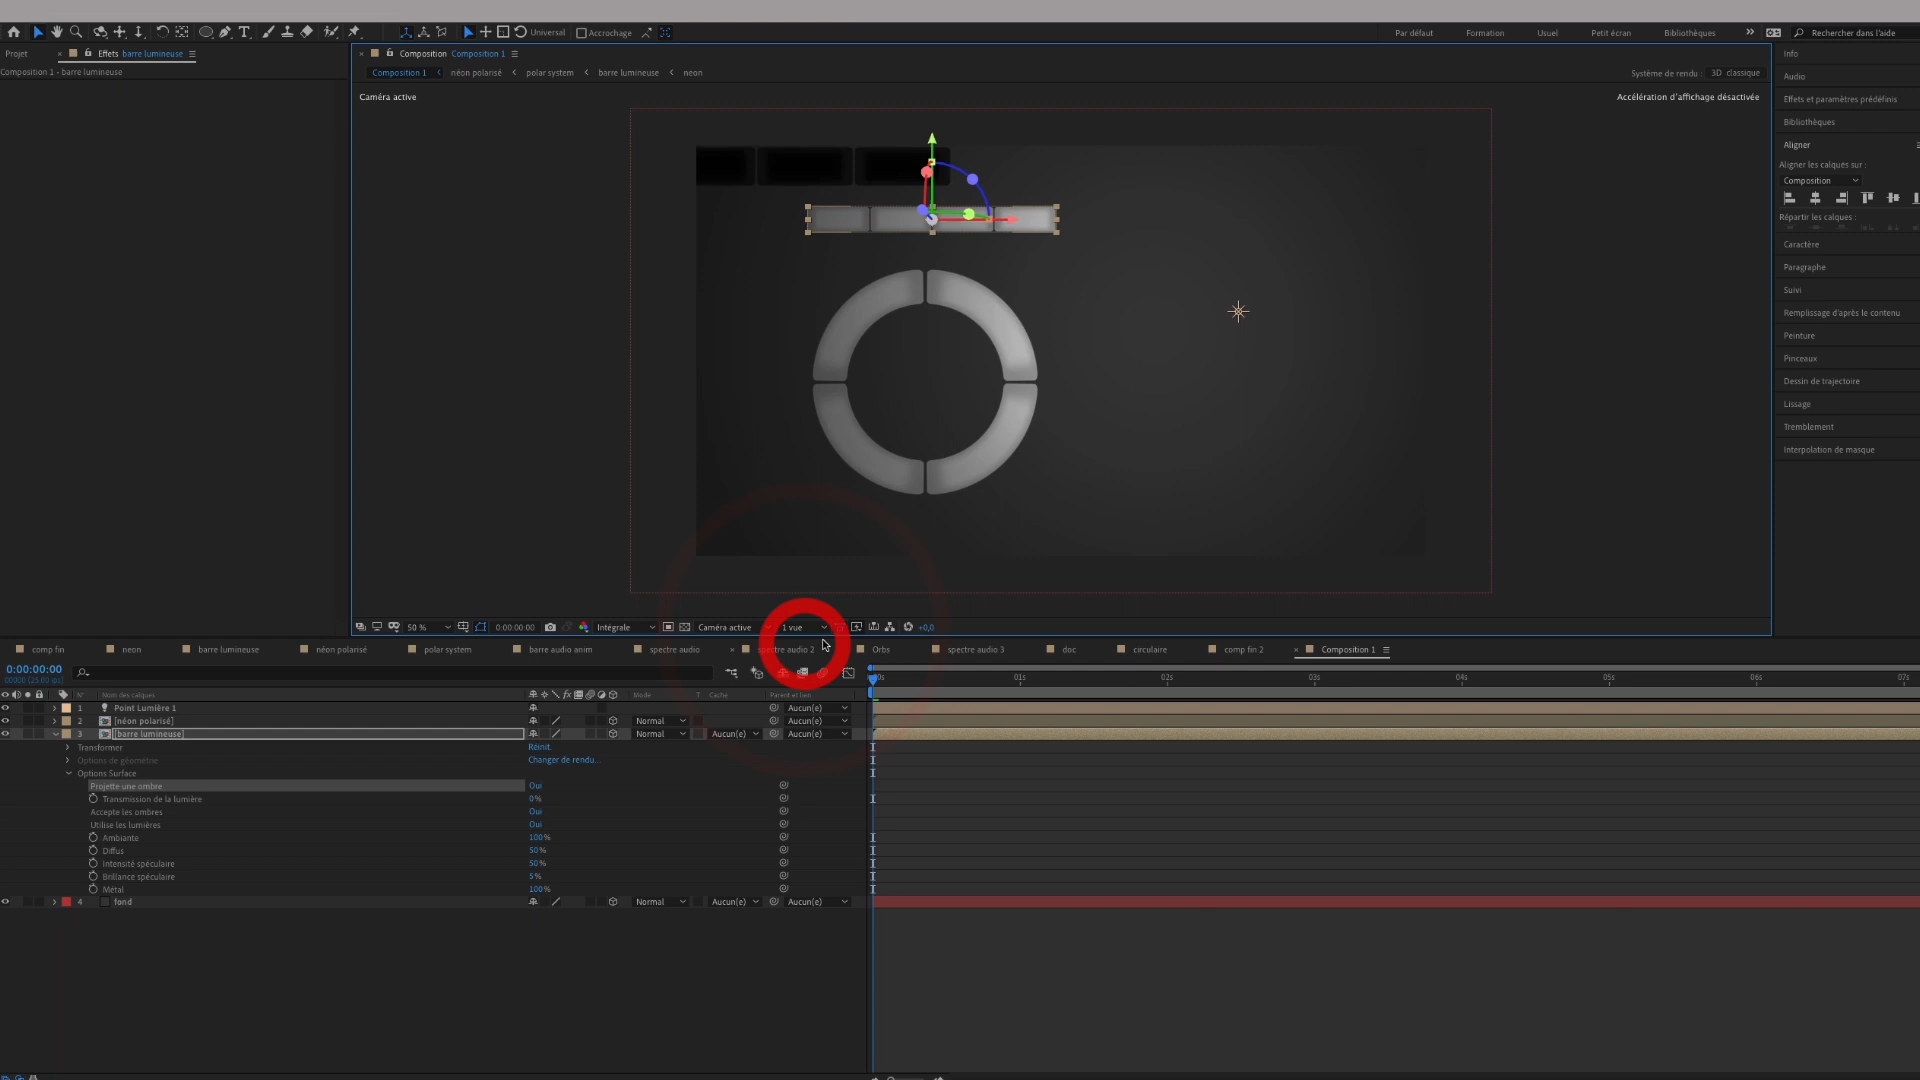 Universal
Accrochage
Par défaut
Formation
Usuel
Petit écran
Bibliothèques
Rechercher dans l'aide
Projet
Effets barre lumineuse
Composition 1 - barre lumineuse
Composition Composition 1
Composition 1 néon polarisé polar system barre lumineuse neon
Système de rendu : 3D classique
Caméra active
Accélération d'affichage désactivée
Info
Audio
Effets et paramètres prédéfinis
Bibliothèques
Aligner
Aligner les calques sur :
Composition
Répartir les calques :
Caractère
Paragraphe
Suivi
Remplissage d'après le contenu
Peinture
Pinceaux
Dessin de trajectoire
Lissage
Tremblement
Interpolation de masque
50 %
0:00:00:00
Intégrale
Caméra active
1 vue
+0,0
comp fin
neon
barre lumineuse
néon polarisé
polar system
barre audio anim
spectre audio
spectre audio 2
Orbs
spectre audio 3
doc
circulaire
comp fin 2
Composition 1
0:00:00:00
00000 (25.00 ips)
01s 02s 03s 04s 05s 06s 07s
N° Nom des calques Mode T Cache Parent et lien
1 Point Lumière 1 Aucun(e)
2 [néon polarisé] Normal Aucun(e)
3 [barre lumineuse] Normal Aucun(e) Aucun(e)
Transformer Réinit.
Options de géométrie Changer de rendu...
Options Surface
Projette une ombre Oui
Transmission de la lumière 0%
Accepte les ombres Oui
Utilise les lumières Oui
Ambiante 100%
Diffus 50%
Intensité spéculaire 50%
Brillance spéculaire 5%
Métal 100%
4 fond Normal Aucun(e) Aucun(e)